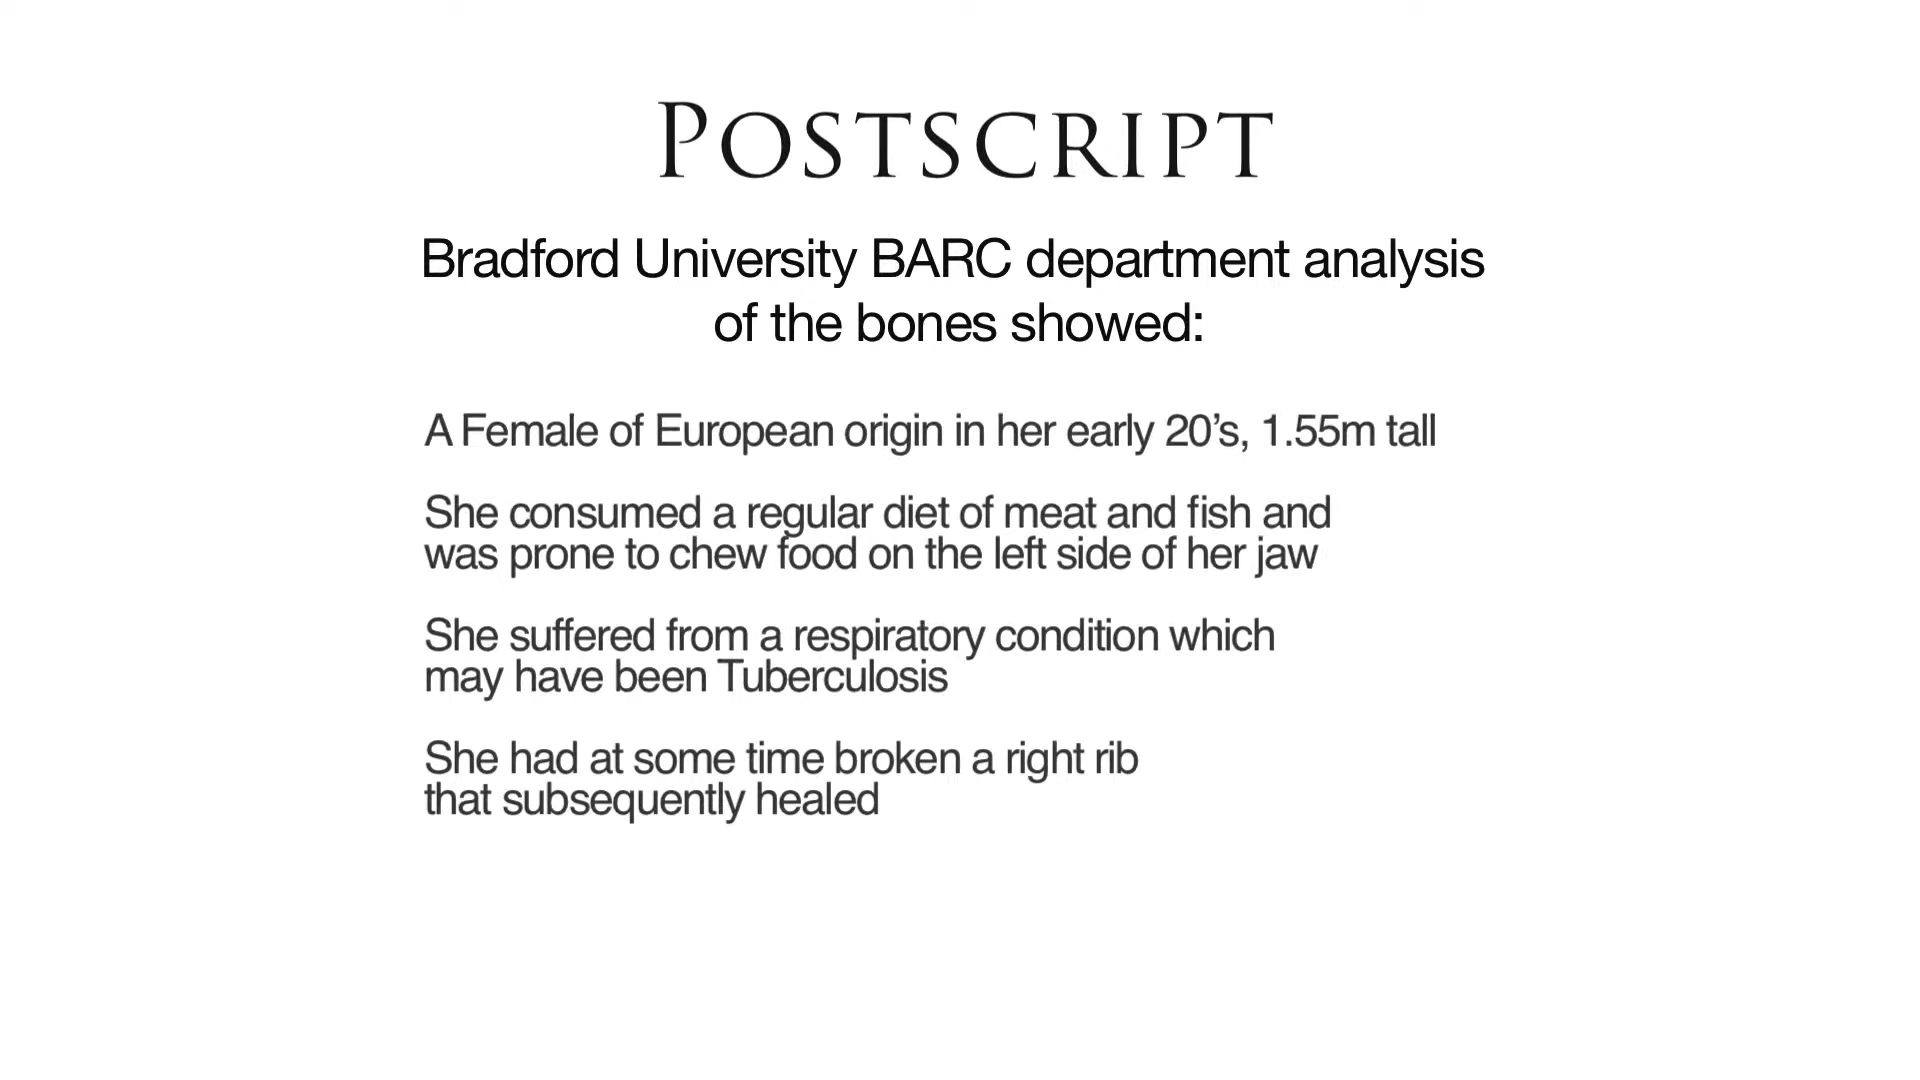 POSTSCRIPT
Bradford University BARC department analysis
of the bones showed:
A Female of European origin in her early 20’s, 1.55m tall
She consumed a regular diet of meat and fish and
was prone to chew food on the left side of her jaw
She suffered from a respiratory condition which
may have been Tuberculosis
She had at some time broken a right rib
that subsequently healed